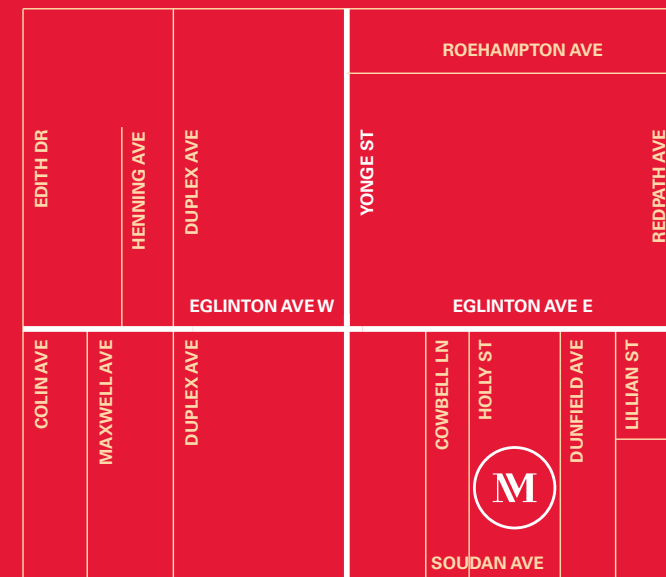 ROEHAMPTON AVE
EDITH DR
HENNING AVE
DUPLEX AVE
YONGE ST
REDPATH AVE
EGLINTON AVE W
EGLINTON AVE E
COLIN AVE
MAXWELL AVE
DUPLEX AVE
COWBELL LN
HOLLY ST
DUNFIELD AVE
LILLIAN ST
M
SOUDAN AVE